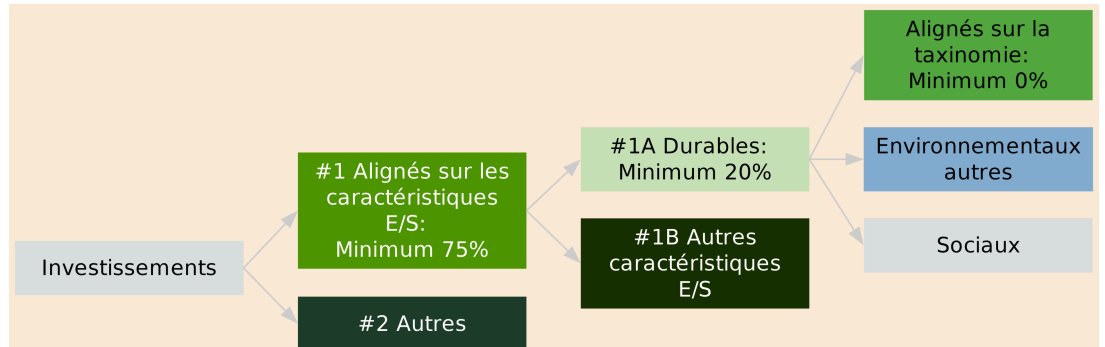 Investissements
#1 Alignés sur les
caractéristiques
E/S:
Minimum 75%
#2 Autres
#1A Durables:
Minimum 20%
#1B Autres
caractéristiques
E/S
Alignés sur la
taxinomie:
Minimum 0%
Environnementaux
autres
Sociaux